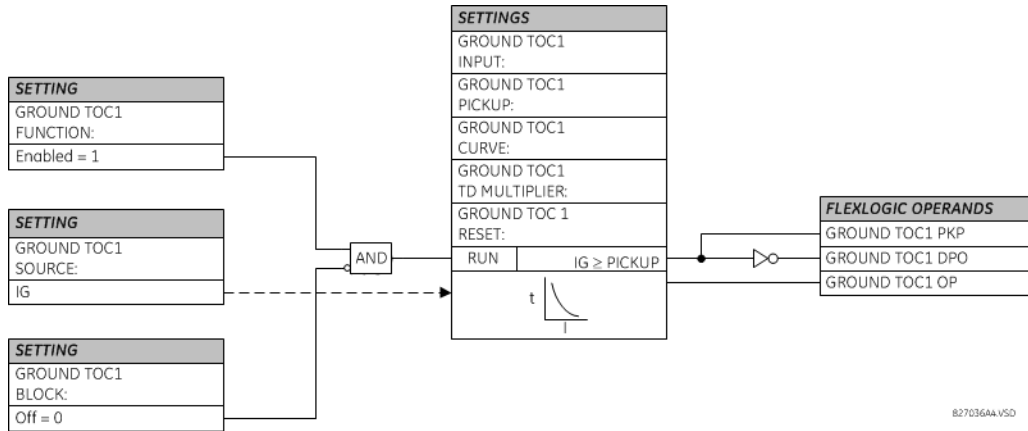 SETTING
GROUND TOC1
FUNCTION:
Enabled = 1
SETTING
GROUND TOC1
SOURCE:
IG
SETTING
GROUND TOC1
BLOCK:
Off = 0
AND
SETTINGS
GROUND TOC1
INPUT:
GROUND TOC1
PICKUP:
GROUND TOC1
CURVE:
GROUND TOC1
TD MULTIPLIER:
GROUND TOC 1
RESET:
RUN
IG ≥ PICKUP
t
I
FLEXLOGIC OPERANDS
GROUND TOC1 PKP
GROUND TOC1 DPO
GROUND TOC1 OP
827036A4.VSD